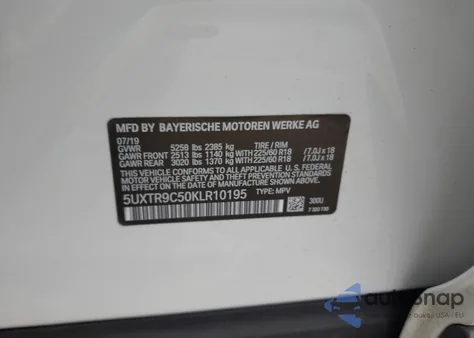 MFD BY BAYERISCHE MOTOREN WERKE AG
07/19
GVWR 5258 lbs 2385 kg TIRE / RIM
GAWR FRONT 2513 lbs 1140 kg WITH 225/60 R18 /7.0J x 18
GAWR REAR 3020 lbs 1370 kg WITH 225/60 R18 /7.0J x 18
THIS VEHICLE CONFORMS TO ALL APPLICABLE U.S. FEDERAL
MOTOR VEHICLE SAFETY, BUMPER, AND THEFT PREVENTION
STANDARDS IN EFFECT ON THE DATE OF MANUFACTURE SHOWN ABOVE.
5UXTR9C50KLR10195 TYPE: MPV
300U
autosnap
USA - EU